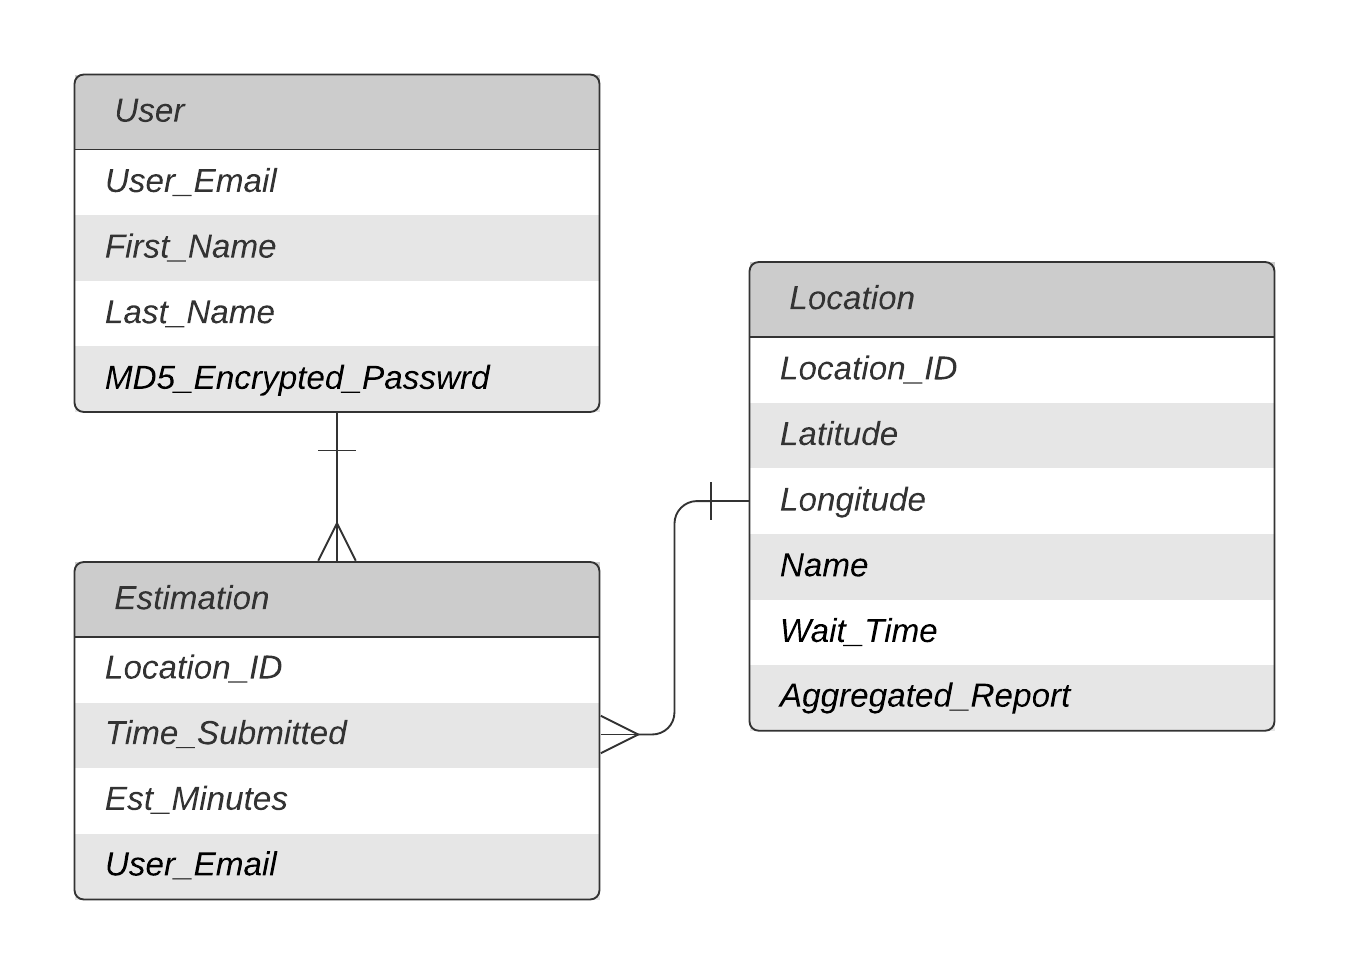 User
User_Email
First_Name
Last_Name
MD5_Encrypted_Passwrd
Location
Location_ID
Latitude
Longitude
Name
Wait_Time
Aggregated_Report
Estimation
Location_ID
Time_Submitted
Est_Minutes
User_Email